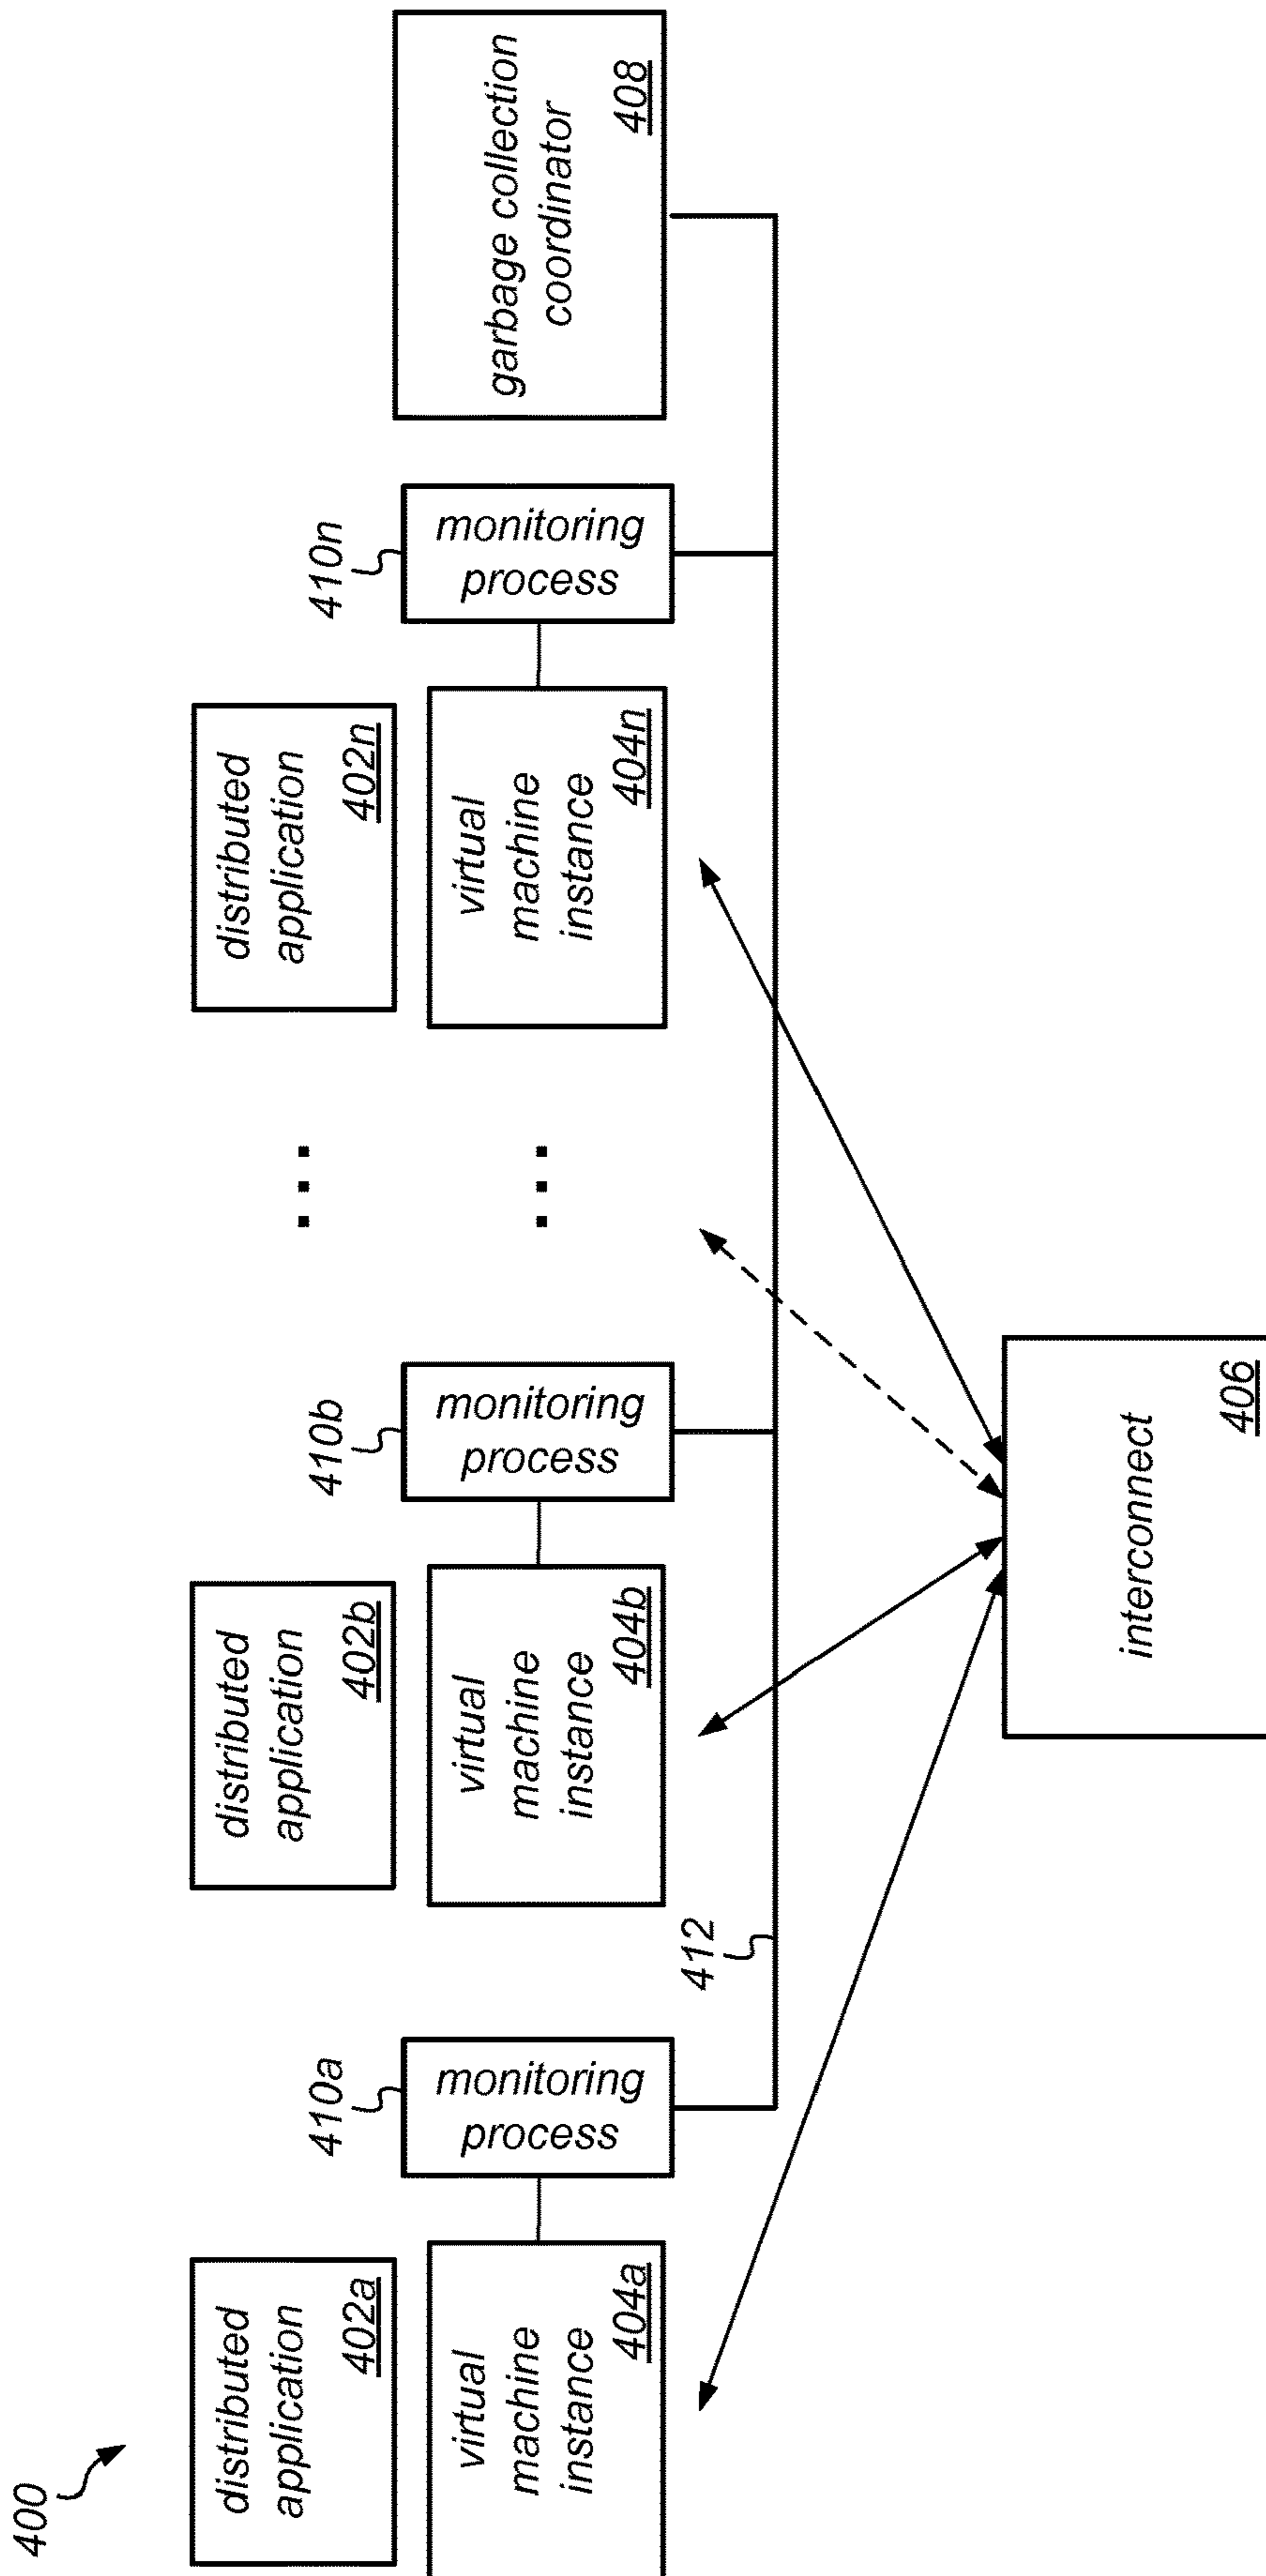 400
distributed
application
402a
virtual
machine
instance
404a
410a
monitoring
process
412
distributed
application
402b
virtual
machine
instance
404b
410b
monitoring
process
...
...
distributed
application
402n
virtual
machine
instance
404n
410n
monitoring
process
garbage collection
coordinator
408
interconnect
406